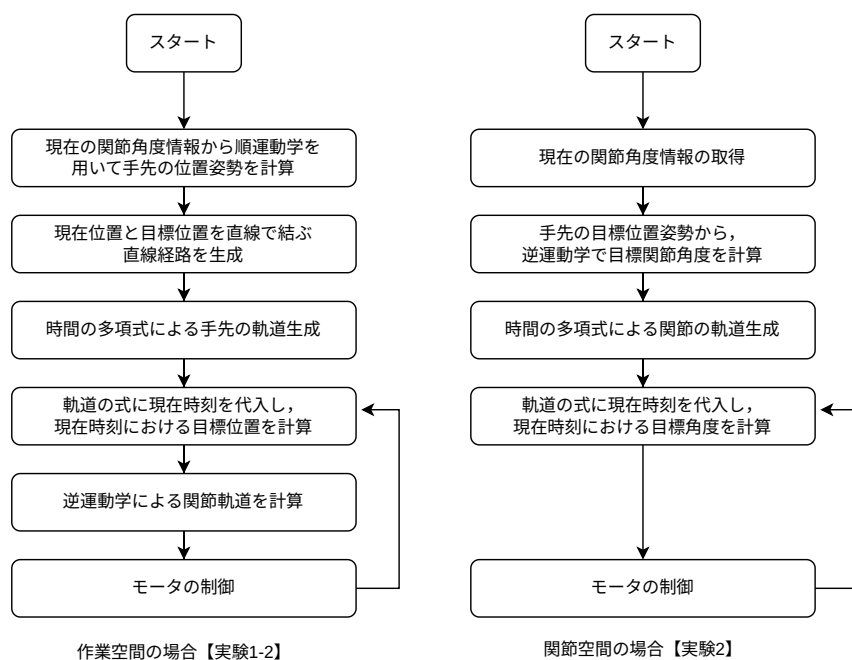 スタート
現在の関節角度情報から順運動学を
用いて手先の位置姿勢を計算
現在位置と目標位置を直線で結ぶ
直線経路を生成
時間の多項式による手先の軌道生成
軌道の式に現在時刻を代入し，
現在時刻における目標位置を計算
逆運動学による関節軌道を計算
モータの制御
作業空間の場合【実験1-2】
スタート
現在の関節角度情報の取得
手先の目標位置姿勢から，
逆運動学で目標関節角度を計算
時間の多項式による関節の軌道生成
軌道の式に現在時刻を代入し，
現在時刻における目標角度を計算
モータの制御
関節空間の場合【実験2】